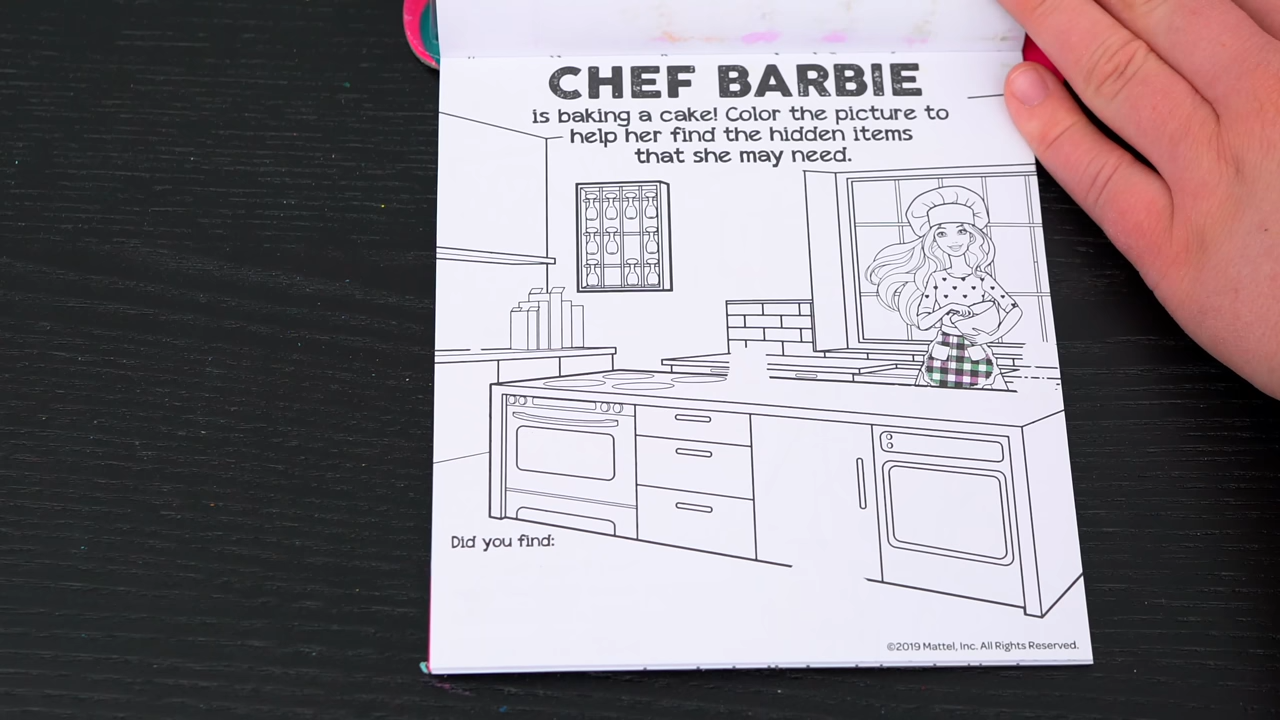 CHEF BARBIE
is baking a cake! Color the picture to
help her find the hidden items
that she may need.
Did you find:
©2019 Mattel, Inc. All Rights Reserved.